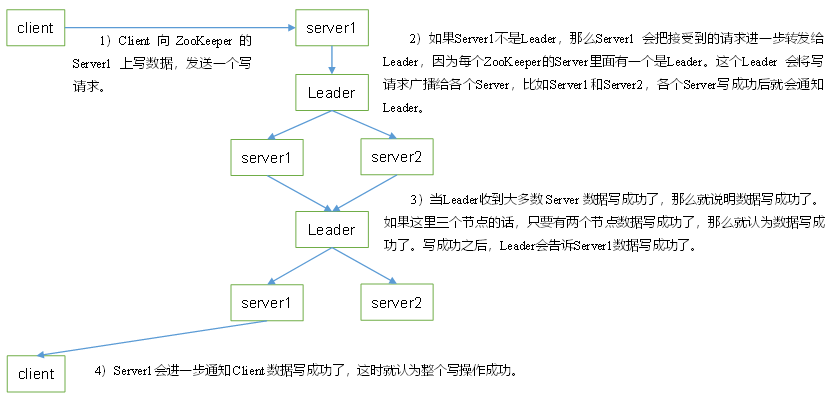 client
server1
1）Client 向 ZooKeeper 的
Server1 上写数据，发送一个写
请求。
2）如果Server1不是Leader，那么Server1 会把接受到的请求进一步转发给
Leader，因为每个ZooKeeper的Server里面有一个是Leader。这个Leader 会将写
请求广播给各个Server，比如Server1和Server2，各个Server写成功后就会通知
Leader。
Leader
server1
server2
3）当Leader收到大多数 Server 数据写成功了，那么就说明数据写成功了。
如果这里三个节点的话，只要有两个节点数据写成功了，那么就认为数据写成
功了。写成功之后，Leader会告诉Server1数据写成功了。
Leader
server1
server2
client
4）Server1会进一步通知Client数据写成功了，这时就认为整个写操作成功。